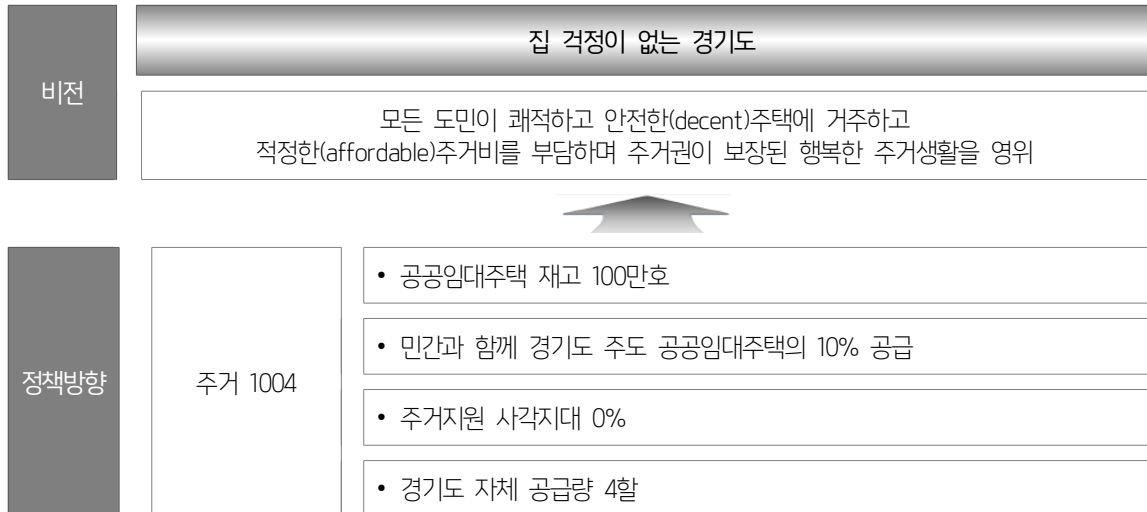 비전
집 걱정이 없는 경기도
모든 도민이 쾌적하고 안전한(decent)주택에 거주하고
적정한(affordable)주거비를 부담하며 주거권이 보장된 행복한 주거생활을 영위
정책방향
주거 1004
• 공공임대주택 재고 100만호
• 민간과 함께 경기도 주도 공공임대주택의 10% 공급
• 주거지원 사각지대 0%
• 경기도 자체 공급량 4할